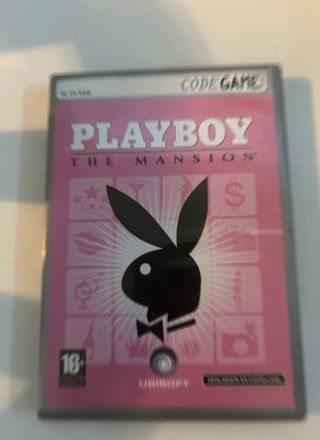 CODEGAME
PLAYBOY
THE MANSION
$
16+
UBISOFT